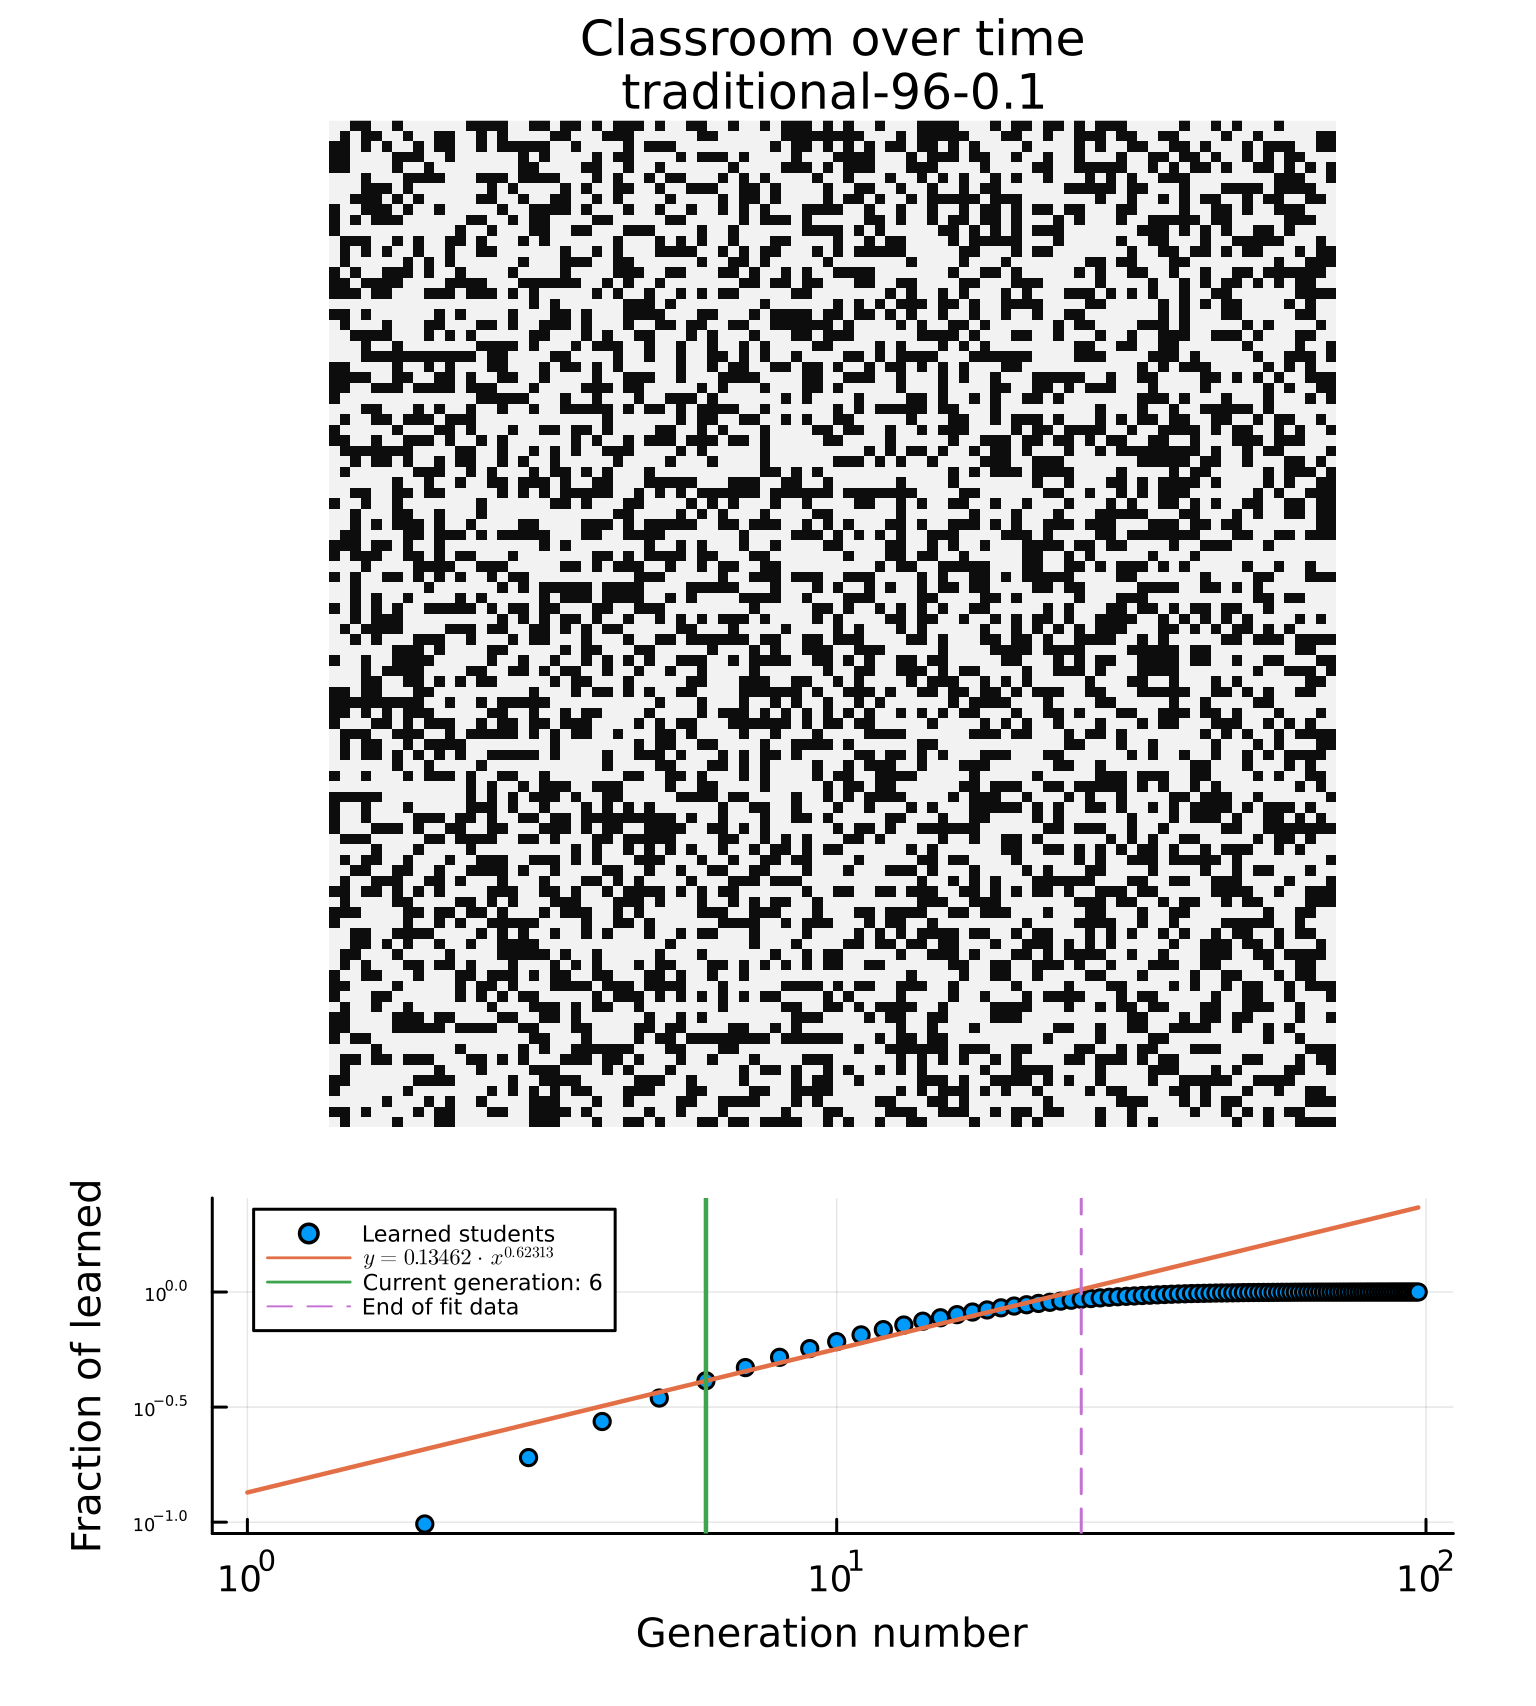 Classroom over time
traditional-96-0.1
Fraction of learned
Learned students
y = 0.13462 · x^0.62313
Current generation: 6
End of fit data
10^0.0
10^−0.5
10^−1.0
10^0
10^1
10^2
Generation number